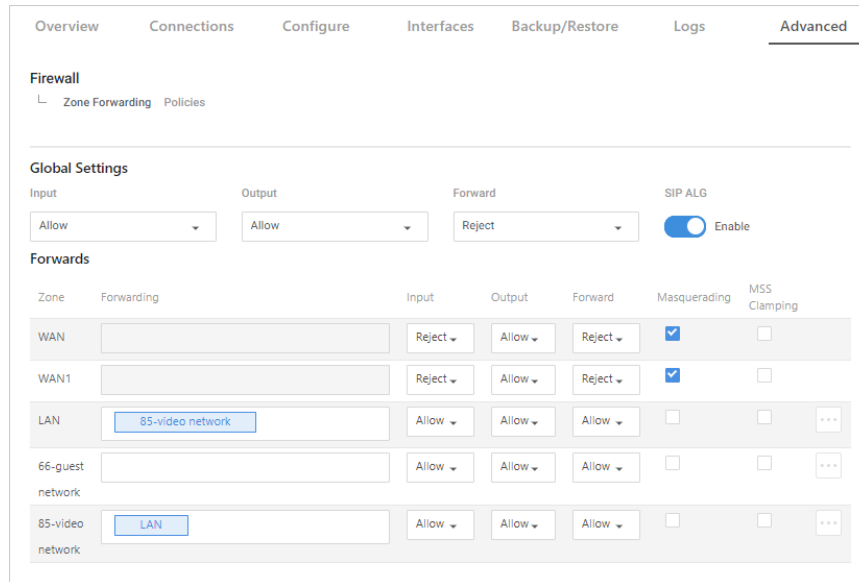 Overview Connections Configure Interfaces Backup/Restore Logs Advanced
Firewall
Zone Forwarding Policies
Global Settings
Input Output Forward SIP ALG
Allow Allow Reject Enable
Forwards
Zone Forwarding Input Output Forward Masquerading MSS
Clamping
WAN Reject Allow Reject
WAN1 Reject Allow Reject
LAN 85-video network Allow Allow Allow
66-guest Allow Allow Allow
network
85-video LAN Allow Allow Allow
network